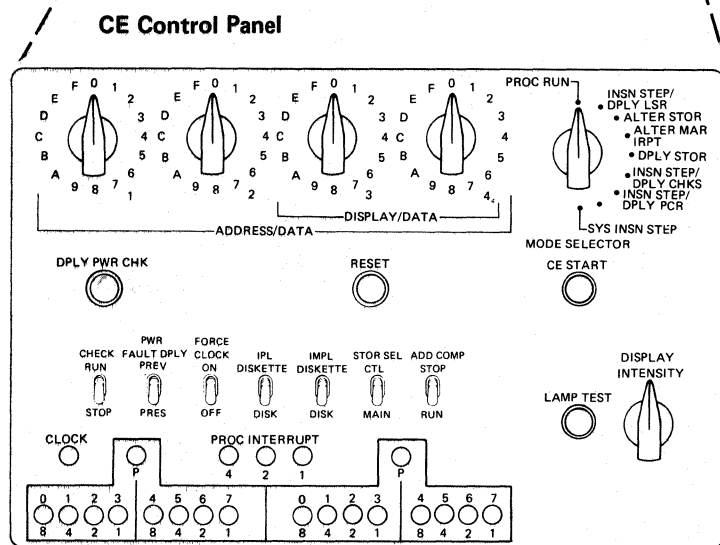 CE Control Panel
F 0 1 2 3 4 5 6 7 8 9 A B C D E
1
F 0 1 2 3 4 5 6 7 8 9 A B C D E
2
F 0 1 2 3 4 5 6 7 8 9 A B C D E
3
F 0 1 2 3 4 5 6 7 8 9 A B C D E
4
PROC RUN
INSN STEP/
DPLY LSR
ALTER STOR
ALTER MAR
IRPT
DPLY STOR
INSN STEP/
DPLY CHKS
INSN STEP/
DPLY PCR
SYS INSN STEP
MODE SELECTOR
DISPLAY/DATA
ADDRESS/DATA
DPLY PWR CHK
RESET
CE START
CHECK
RUN
STOP
PWR
FAULT DPLY
PREV
PRES
FORCE
CLOCK
ON
OFF
IPL
DISKETTE
DISK
IMPL
DISKETTE
DISK
STOR SEL
CTL
MAIN
ADD COMP
STOP
RUN
DISPLAY
INTENSITY
LAMP TEST
CLOCK
P
PROC INTERRUPT
4 2 1
P
0 1 2 3 4 5 6 7 0 1 2 3 4 5 6 7
8 4 2 1 8 4 2 1 8 4 2 1 8 4 2 1